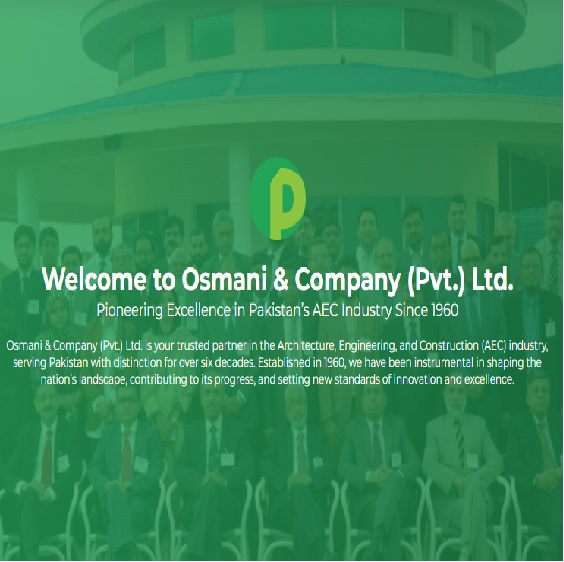 Welcome to Osmani & Company (Pvt.) Ltd.
Pioneering Excellence in Pakistan's AEC Industry Since 1960
Osmani & Company (Pvt.) Ltd. is your trusted partner in the Architecture, Engineering, and Construction (AEC) industry,
serving Pakistan with distinction for over six decades. Established in 1960, we have been instrumental in shaping the
nation's landscape, contributing to its progress, and setting new standards of innovation and excellence.